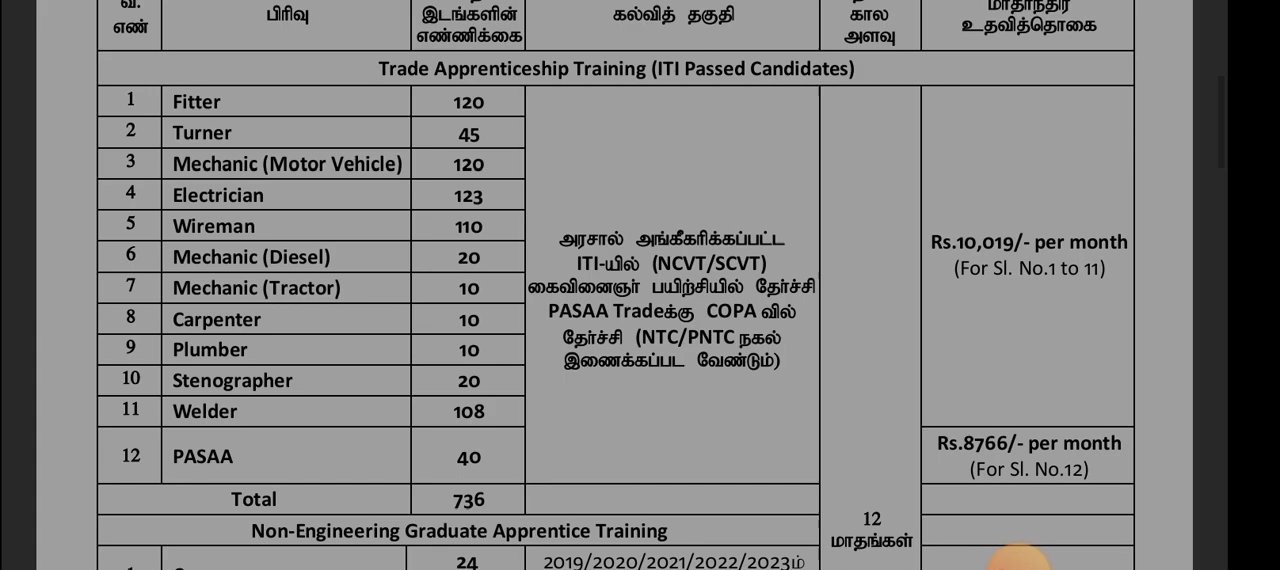 வ. எண் பிரிவு இடங்களின் எண்ணிக்கை கல்வித் தகுதி கால அளவு உதவித்தொகை
Trade Apprenticeship Training (ITI Passed Candidates)
1 Fitter 120
2 Turner 45
3 Mechanic (Motor Vehicle) 120
4 Electrician 123
5 Wireman 110
6 Mechanic (Diesel) 20
7 Mechanic (Tractor) 10
8 Carpenter 10
9 Plumber 10
10 Stenographer 20
11 Welder 108
12 PASAA 40
அரசால் அங்கீகரிக்கப்பட்ட
ITI-யில் (NCVT/SCVT)
கைவினைஞர் பயிற்சியில் தேர்ச்சி
PASAA Tradeக்கு COPA வில்
தேர்ச்சி (NTC/PNTC நகல்
இணைக்கப்பட வேண்டும்)
Rs.10,019/- per month
(For Sl. No.1 to 11)
Rs.8766/- per month
(For Sl. No.12)
Total 736
12
மாதங்கள்
Non-Engineering Graduate Apprentice Training
24 2019/2020/2021/2022/2023ம்